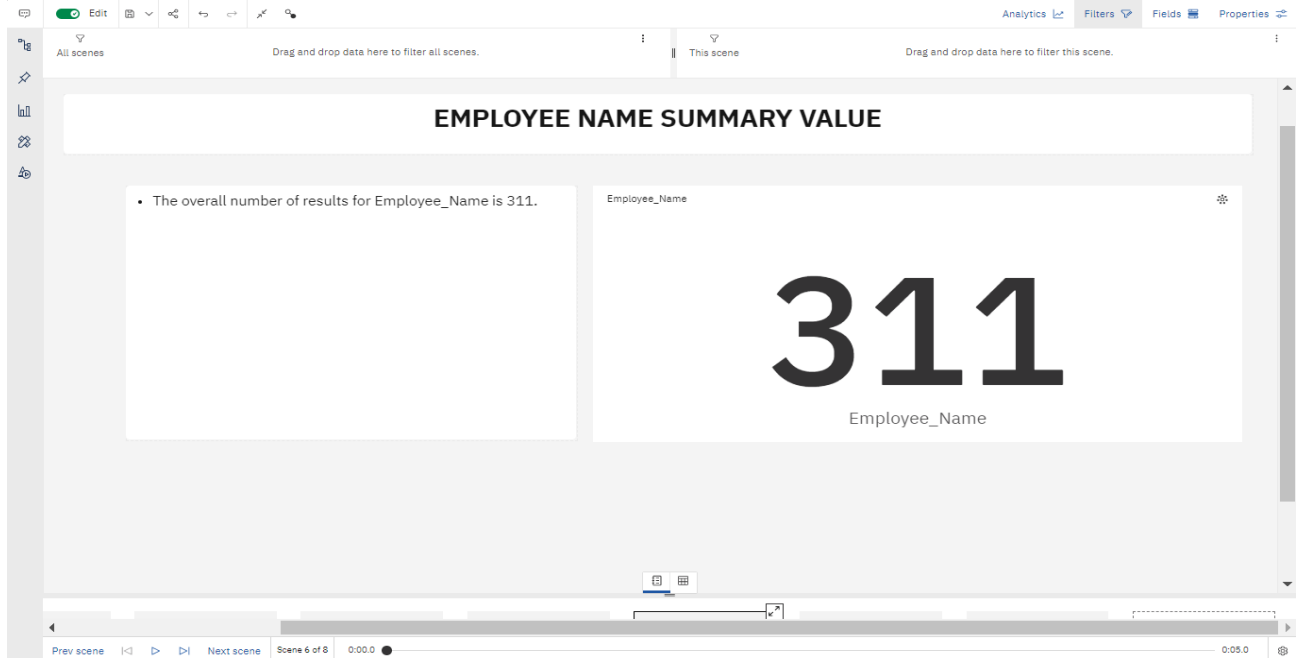 Edit
Analytics
Filters
Fields
Properties
All scenes
Drag and drop data here to filter all scenes.
This scene
Drag and drop data here to filter this scene.
EMPLOYEE NAME SUMMARY VALUE
• The overall number of results for Employee_Name is 311.
Employee_Name
311
Employee_Name
Prev scene
Next scene
Scene 6 of 8
0:00.0
0:05.0